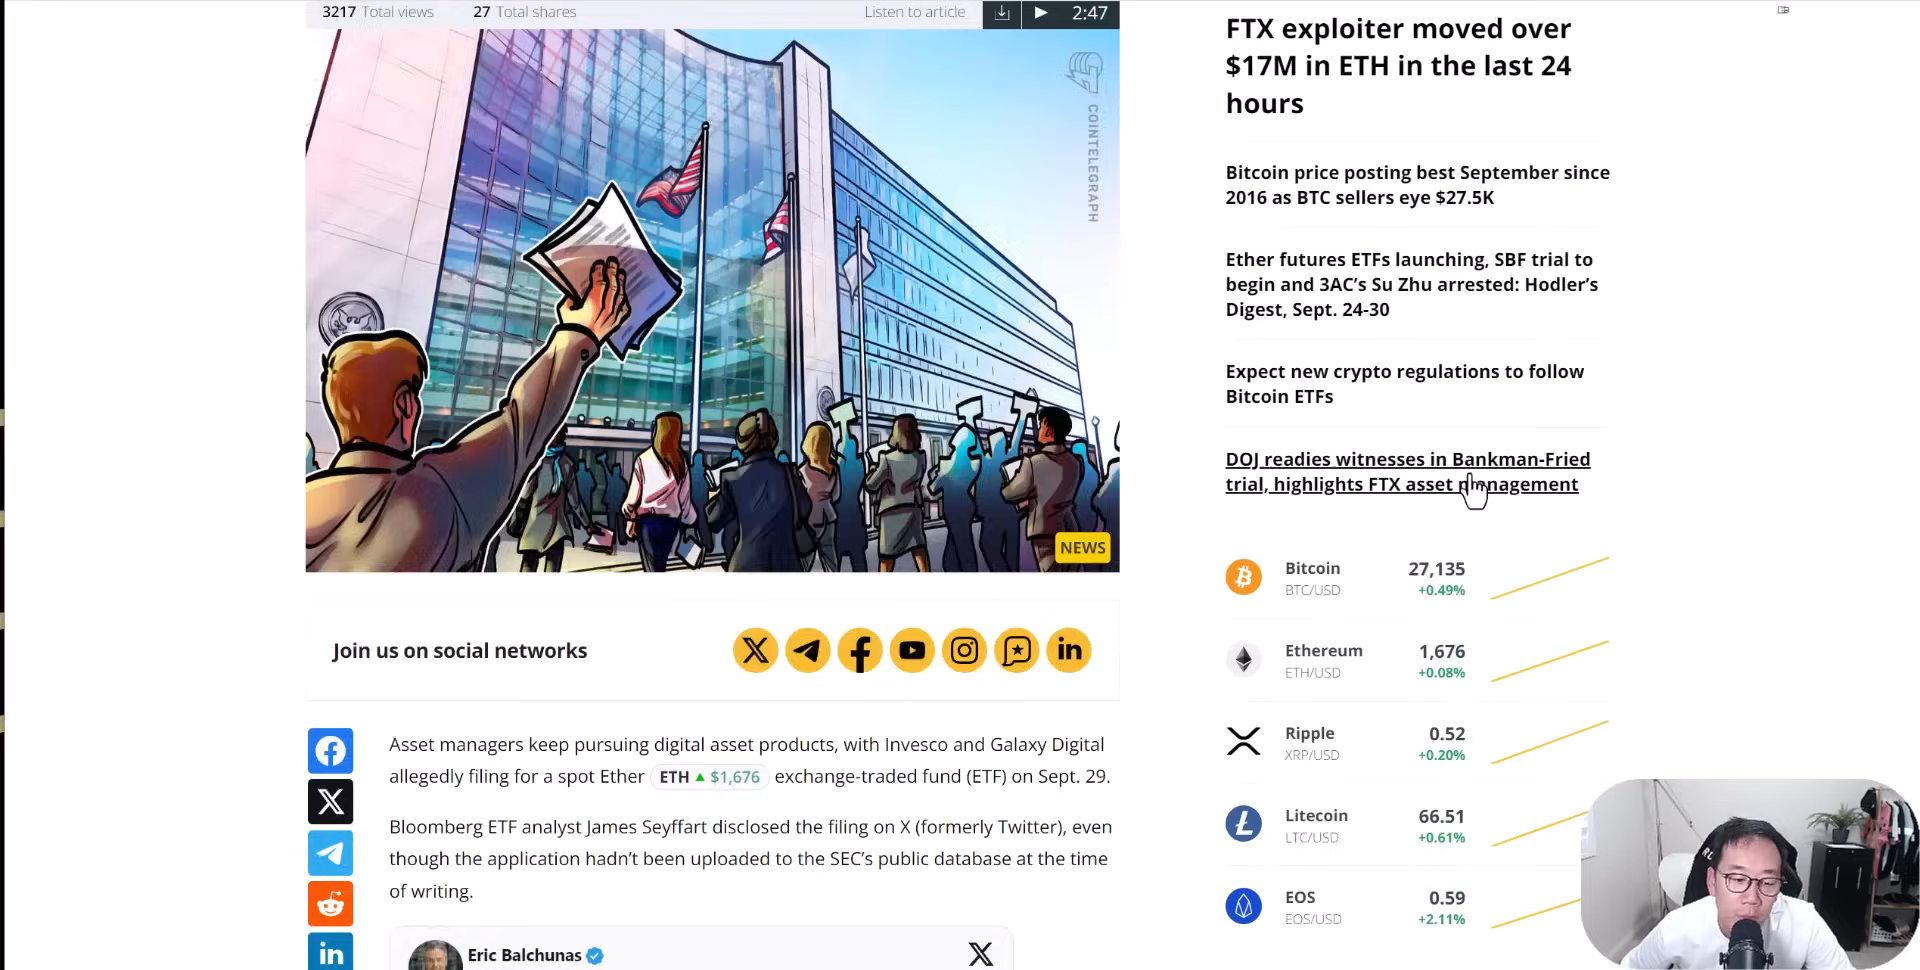 3217 Total views 27 Total shares Listen to article 2:47
COINTELEGRAPH
NEWS
Join us on social networks
Asset managers keep pursuing digital asset products, with Invesco and Galaxy Digital
allegedly filing for a spot Ether ETH ▲ $1,676 exchange-traded fund (ETF) on Sept. 29.
Bloomberg ETF analyst James Seyffart disclosed the filing on X (formerly Twitter), even
though the application hadn't been uploaded to the SEC's public database at the time
of writing.
Eric Balchunas
FTX exploiter moved over
$17M in ETH in the last 24
hours
Bitcoin price posting best September since
2016 as BTC sellers eye $27.5K
Ether futures ETFs launching, SBF trial to
begin and 3AC's Su Zhu arrested: Hodler's
Digest, Sept. 24-30
Expect new crypto regulations to follow
Bitcoin ETFs
DOJ readies witnesses in Bankman-Fried
trial, highlights FTX asset management
Bitcoin 27,135
BTC/USD +0.49%
Ethereum 1,676
ETH/USD +0.08%
Ripple 0.52
XRP/USD +0.20%
Litecoin 66.51
LTC/USD +0.61%
EOS 0.59
EOS/USD +2.11%